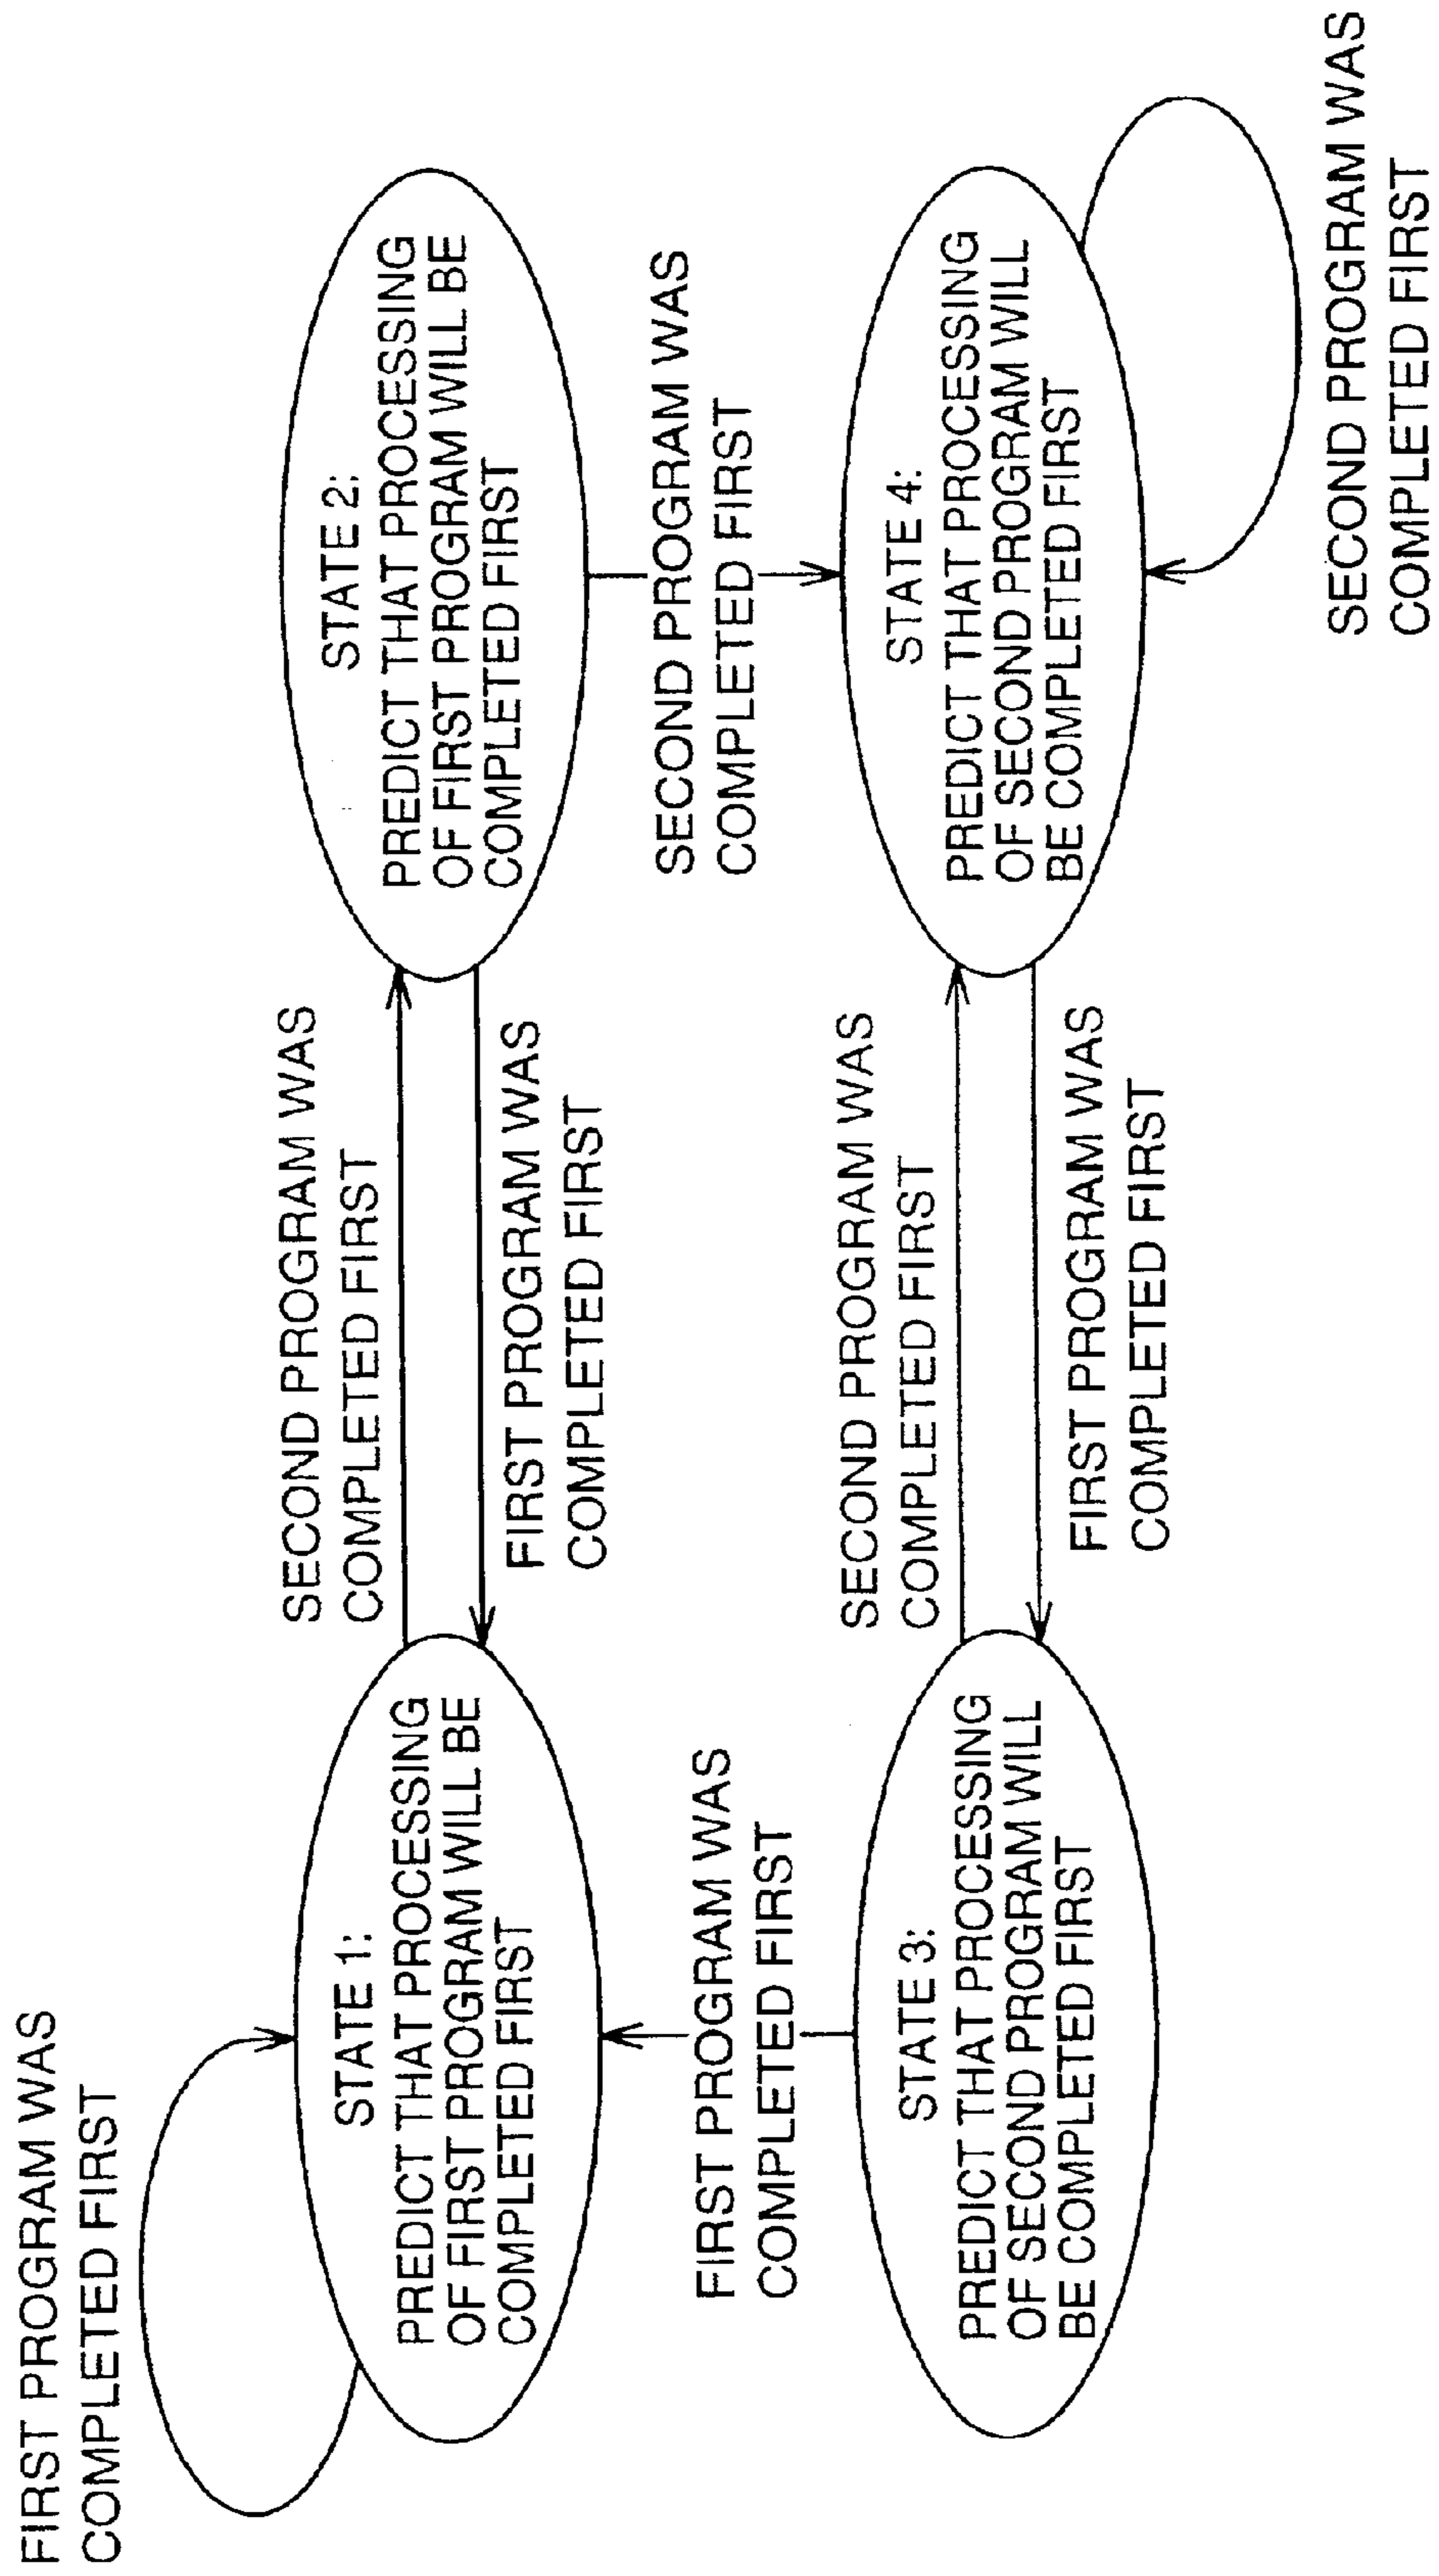 FIRST PROGRAM WAS
COMPLETED FIRST
STATE 1:
PREDICT THAT PROCESSING
OF FIRST PROGRAM WILL BE
COMPLETED FIRST
SECOND PROGRAM WAS
COMPLETED FIRST
FIRST PROGRAM WAS
COMPLETED FIRST
STATE 2:
PREDICT THAT PROCESSING
OF FIRST PROGRAM WILL BE
COMPLETED FIRST
FIRST PROGRAM WAS
COMPLETED FIRST
SECOND PROGRAM WAS
COMPLETED FIRST
STATE 3:
PREDICT THAT PROCESSING
OF SECOND PROGRAM WILL
BE COMPLETED FIRST
SECOND PROGRAM WAS
COMPLETED FIRST
FIRST PROGRAM WAS
COMPLETED FIRST
STATE 4:
PREDICT THAT PROCESSING
OF SECOND PROGRAM WILL
BE COMPLETED FIRST
SECOND PROGRAM WAS
COMPLETED FIRST